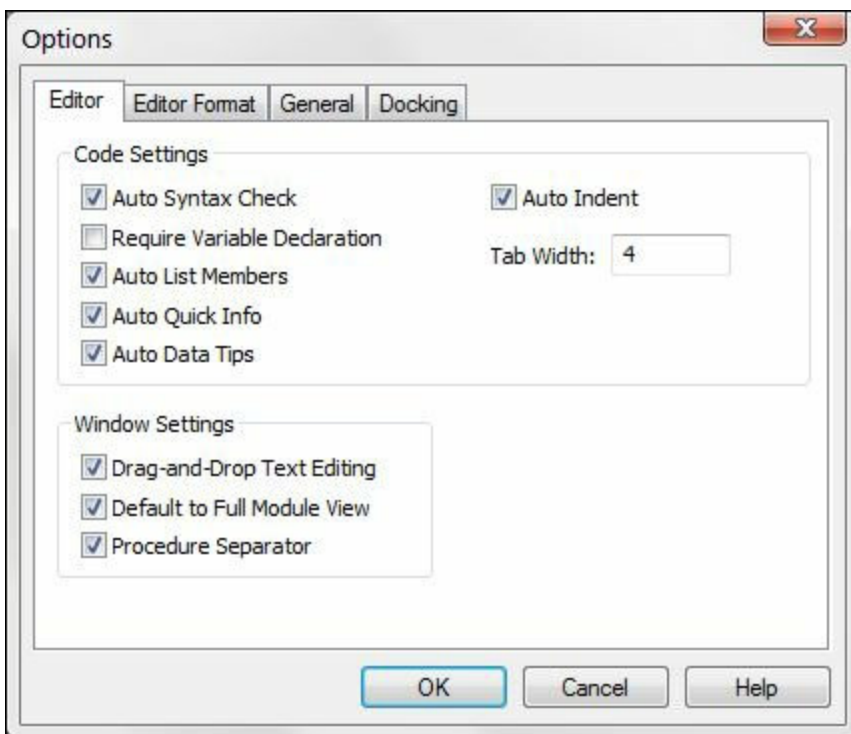 Options
Editor
Editor Format
General
Docking
Code Settings
Auto Syntax Check
Require Variable Declaration
Auto List Members
Auto Quick Info
Auto Data Tips
Auto Indent
Tab Width: 4
Window Settings
Drag-and-Drop Text Editing
Default to Full Module View
Procedure Separator
OK
Cancel
Help